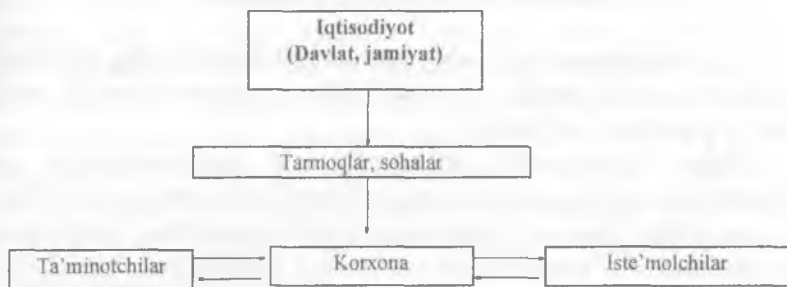 Iqtisodiyot
(Davlat, jamiyat)
Tarmoqlar, sohalar
Ta'minotchilar
Korxona
Iste'molchilar